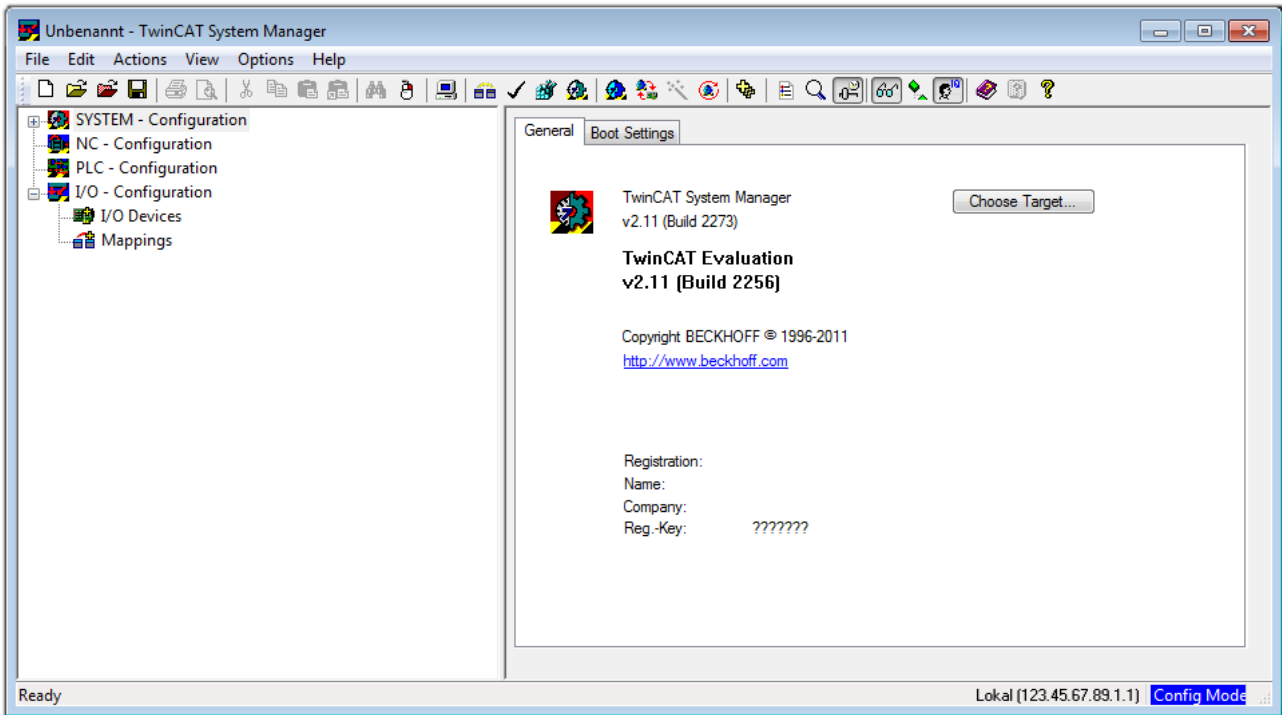 Unbenannt - TwinCAT System Manager
File Edit Actions View Options Help
SYSTEM - Configuration
NC - Configuration
PLC - Configuration
I/O - Configuration
I/O Devices
Mappings
General Boot Settings
TwinCAT System Manager
v2.11 (Build 2273)
Choose Target...
TwinCAT Evaluation
v2.11 (Build 2256)
Copyright BECKHOFF © 1996-2011
http://www.beckhoff.com
Registration:
Name:
Company:
Reg.-Key: ???????
Ready Lokal (123.45.67.89.1.1) Config Mode